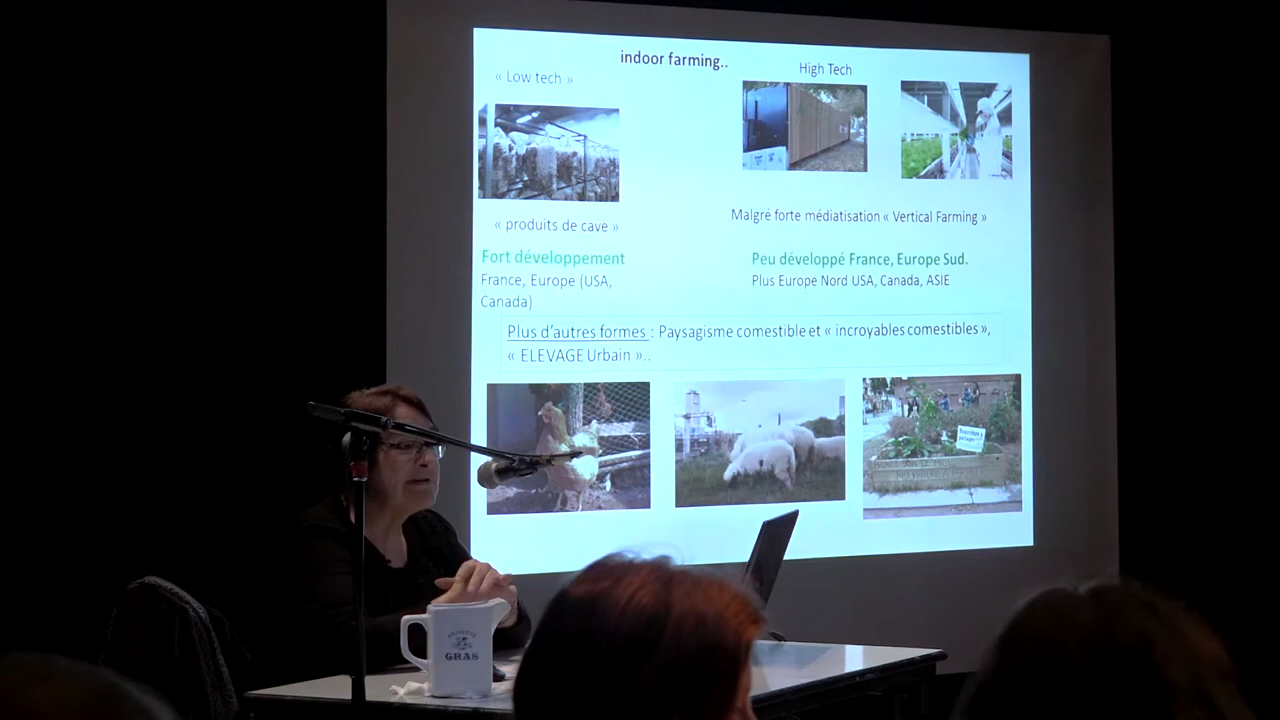 indoor farming..
« Low tech »
High Tech
« produits de cave »
Malgré forte médiatisation « Vertical Farming »
Fort développement
France, Europe (USA,
Canada)
Peu développé France, Europe Sud.
Plus Europe Nord USA, Canada, ASIE
Plus d'autres formes : Paysagisme comestible et « incroyables comestibles »,
« ELEVAGE Urbain »..
ANISETTE
GRAS